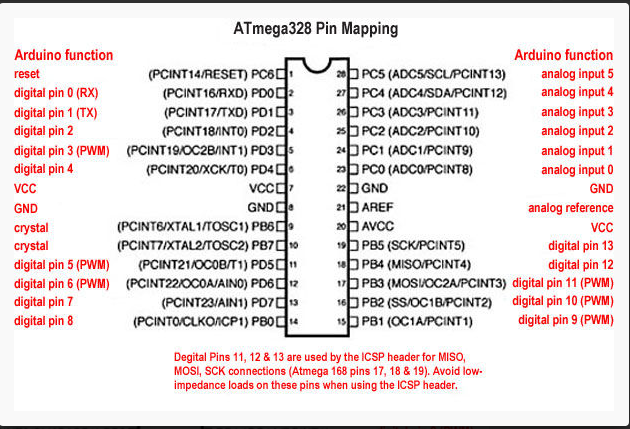 ATmega328 Pin Mapping
Arduino function Arduino function
reset (PCINT14/RESET) PC6 1 28 PC5 (ADC5/SCL/PCINT13) analog input 5
digital pin 0 (RX) (PCINT16/RXD) PD0 2 27 PC4 (ADC4/SDA/PCINT12) analog input 4
digital pin 1 (TX) (PCINT17/TXD) PD1 3 26 PC3 (ADC3/PCINT11) analog input 3
digital pin 2 (PCINT18/INT0) PD2 4 25 PC2 (ADC2/PCINT10) analog input 2
digital pin 3 (PWM) (PCINT19/OC2B/INT1) PD3 5 24 PC1 (ADC1/PCINT9) analog input 1
digital pin 4 (PCINT20/XCK/T0) PD4 6 23 PC0 (ADC0/PCINT8) analog input 0
VCC VCC 7 22 GND GND
GND GND 8 21 AREF analog reference
crystal (PCINT6/XTAL1/TOSC1) PB6 9 20 AVCC VCC
crystal (PCINT7/XTAL2/TOSC2) PB7 10 19 PB5 (SCK/PCINT5) digital pin 13
digital pin 5 (PWM) (PCINT21/OC0B/T1) PD5 11 18 PB4 (MISO/PCINT4) digital pin 12
digital pin 6 (PWM) (PCINT22/OC0A/AIN0) PD6 12 17 PB3 (MOSI/OC2A/PCINT3) digital pin 11 (PWM)
digital pin 7 (PCINT23/AIN1) PD7 13 16 PB2 (SS/OC1B/PCINT2) digital pin 10 (PWM)
digital pin 8 (PCINT0/CLKO/ICP1) PB0 14 15 PB1 (OC1A/PCINT1) digital pin 9 (PWM)
Degital Pins 11, 12 & 13 are used by the ICSP header for MISO,
MOSI, SCK connections (Atmega 168 pins 17, 18 & 19). Avoid low-
impedance loads on these pins when using the ICSP header.